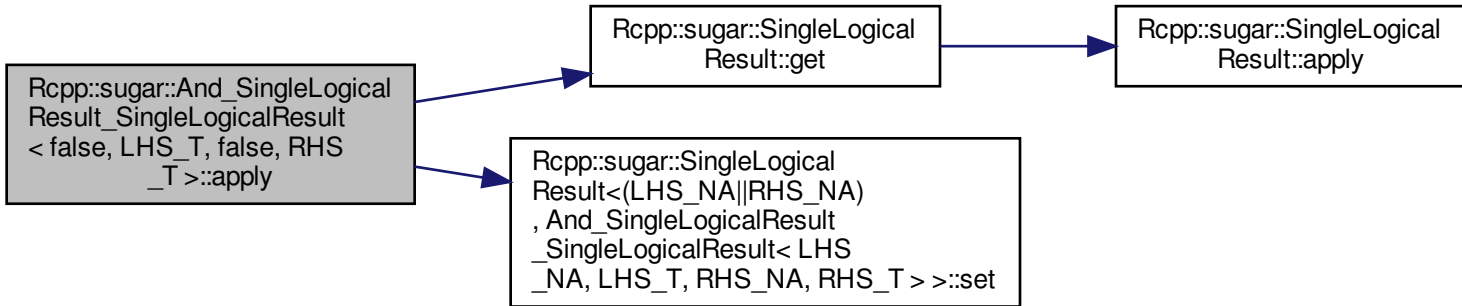 Rcpp::sugar::And_SingleLogical
Result_SingleLogicalResult
< false, LHS_T, false, RHS
_T >::apply
Rcpp::sugar::SingleLogical
Result::get
Rcpp::sugar::SingleLogical
Result::apply
Rcpp::sugar::SingleLogical
Result<(LHS_NA||RHS_NA)
, And_SingleLogicalResult
_SingleLogicalResult< LHS
_NA, LHS_T, RHS_NA, RHS_T > >::set